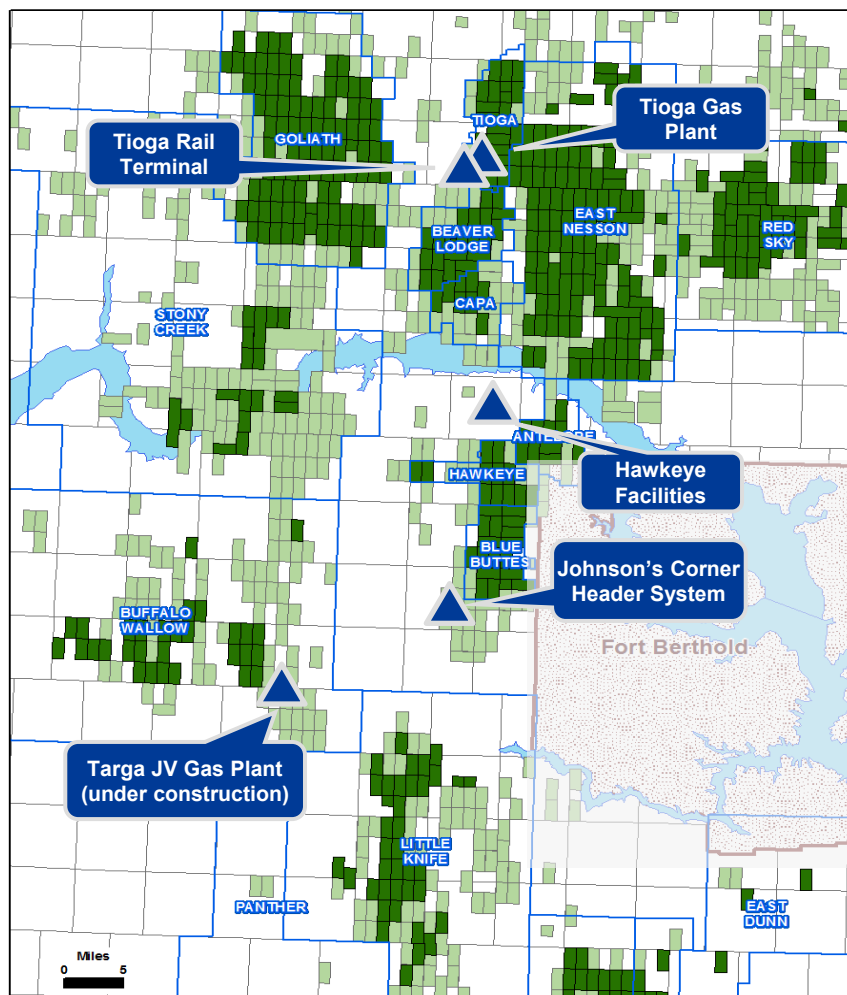 TIOGA
Tioga Gas
Plant
Tioga Rail
Terminal
GOLIATH
EAST
NESSON
RED
SKY
BEAVER
LODGE
CAPA
STONY
CREEK
ANTELOPE
HAWKEYE
Hawkeye
Facilities
BLUE
BUTTES
Johnson’s Corner
Header System
BUFFALO
WALLOW
Fort Berthold
Targa JV Gas Plant
(under construction)
LITTLE
KNIFE
PANTHER
EAST
DUNN
Miles
0 5